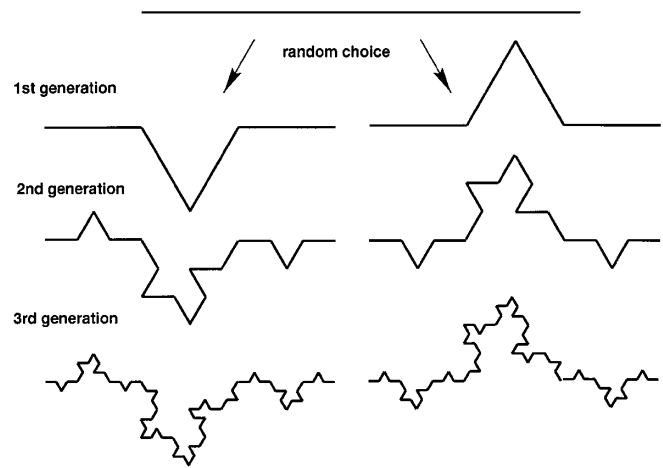 random choice
1st generation
2nd generation
3rd generation